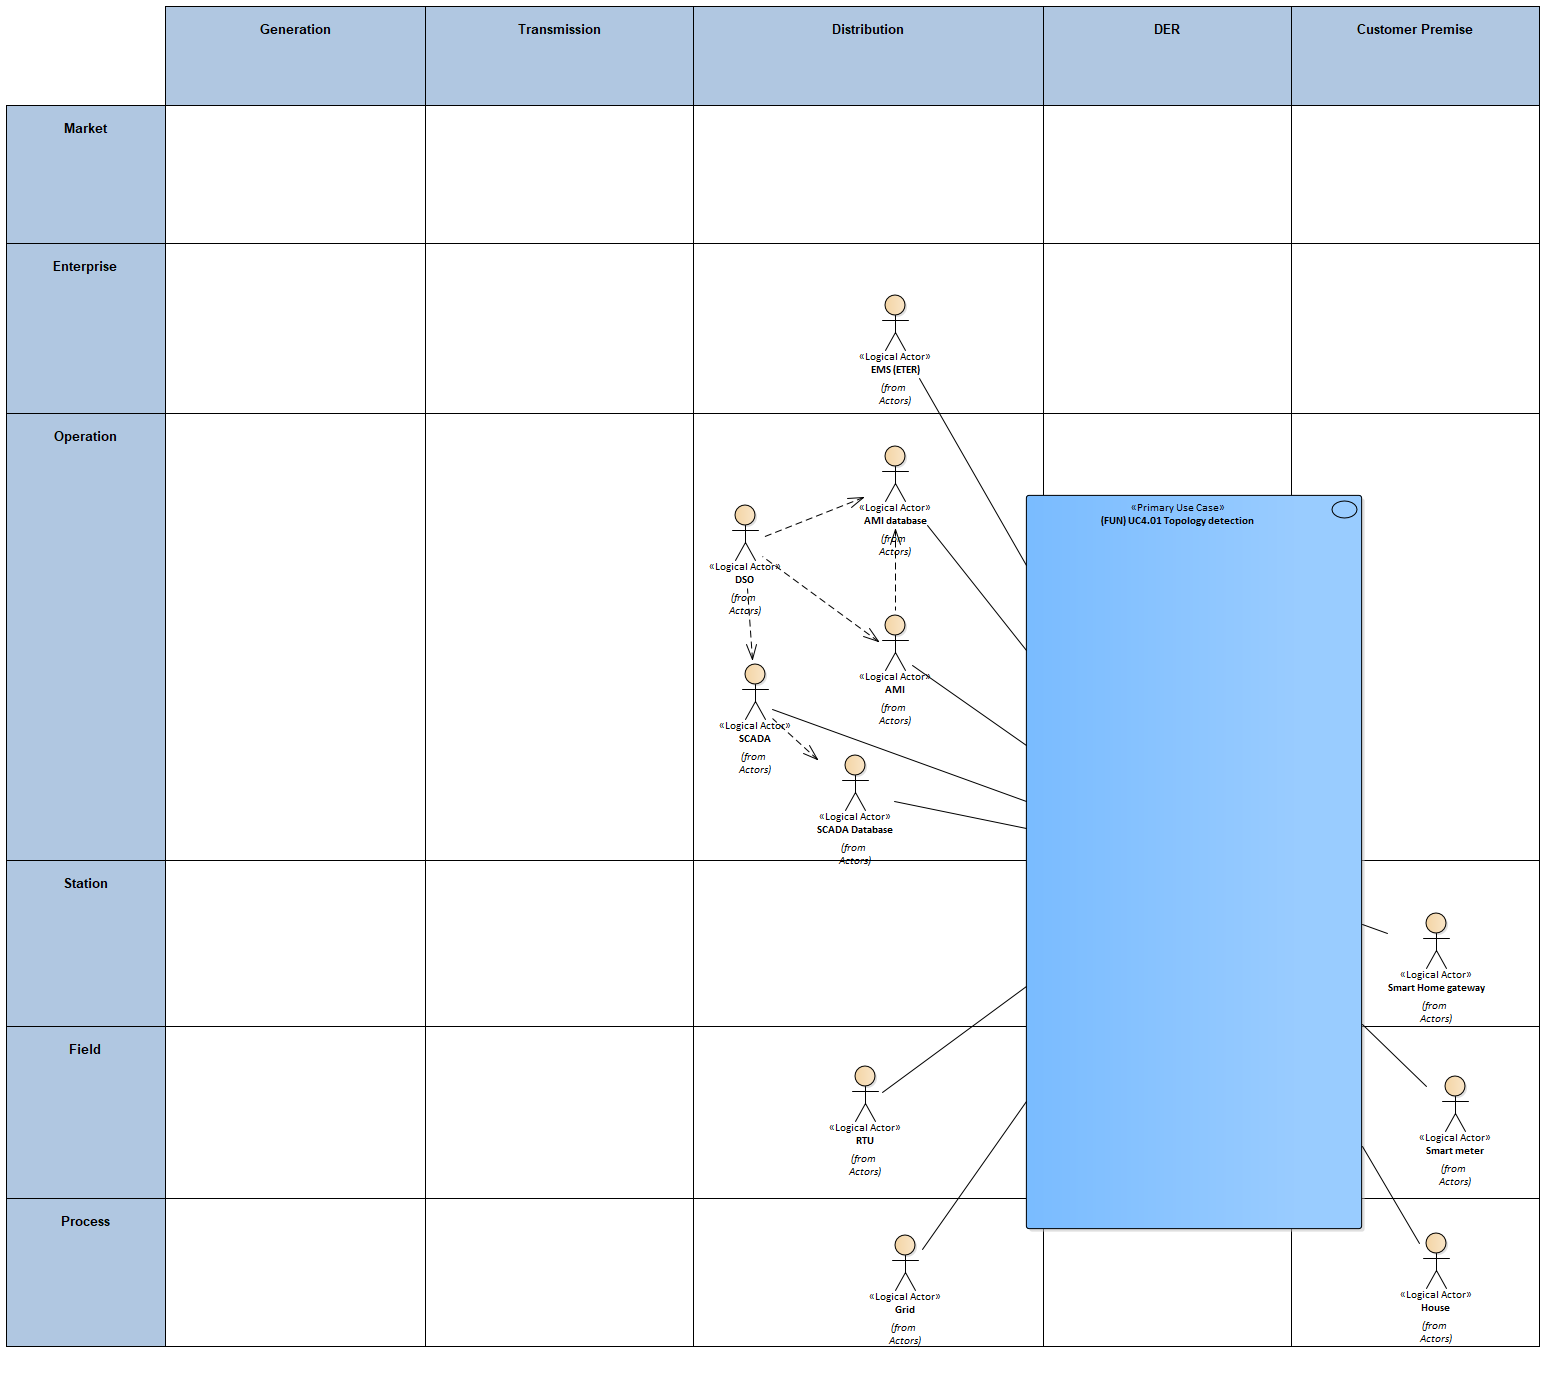 Generation
Transmission
Distribution
DER
Customer Premise
Market
Enterprise
«Logical Actor»
EMS (ETER)
(from
Actors)
Operation
«Logical Actor»
AMI database
(from
Actors)
«Primary Use Case»
(FUN) UC4.01 Topology detection
«Logical Actor»
DSO
(from
Actors)
«Logical Actor»
AMI
(from
Actors)
«Logical Actor»
SCADA
(from
Actors)
«Logical Actor»
SCADA Database
(from
Actors)
Station
«Logical Actor»
Smart Home gateway
(from
Actors)
Field
«Logical Actor»
RTU
(from
Actors)
«Logical Actor»
Smart meter
(from
Actors)
Process
«Logical Actor»
Grid
(from
Actors)
«Logical Actor»
House
(from
Actors)